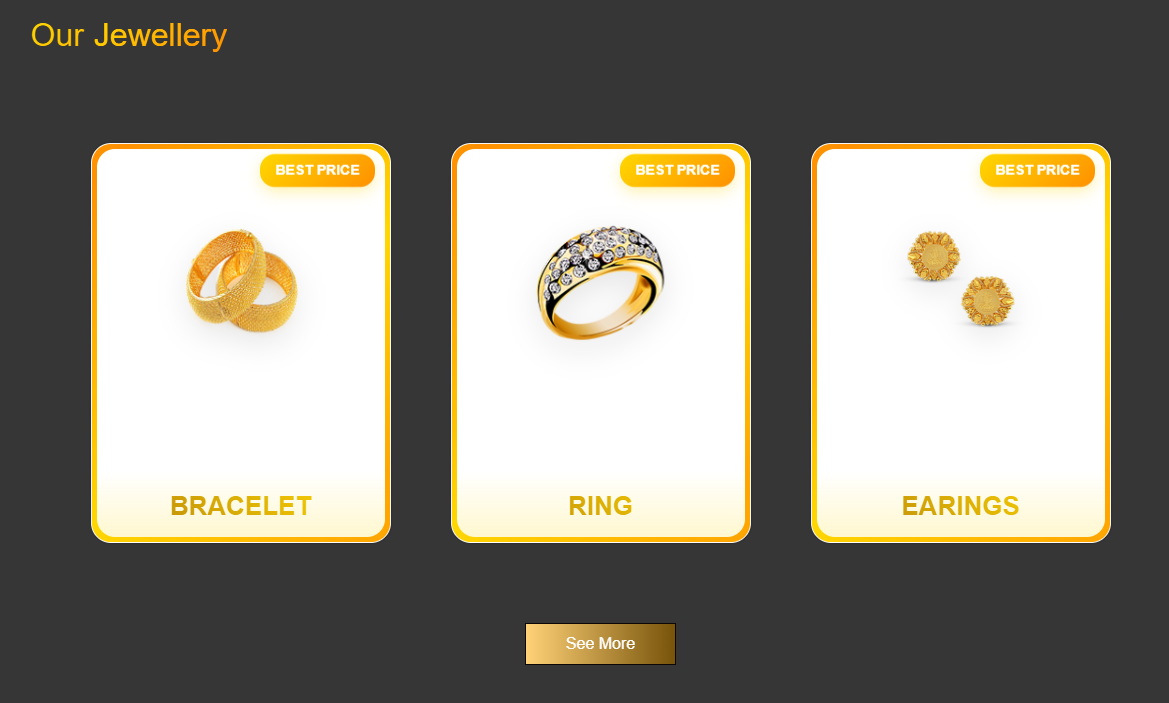 Our Jewellery
BEST PRICE
BEST PRICE
BEST PRICE
BRACELET
RING
EARINGS
See More